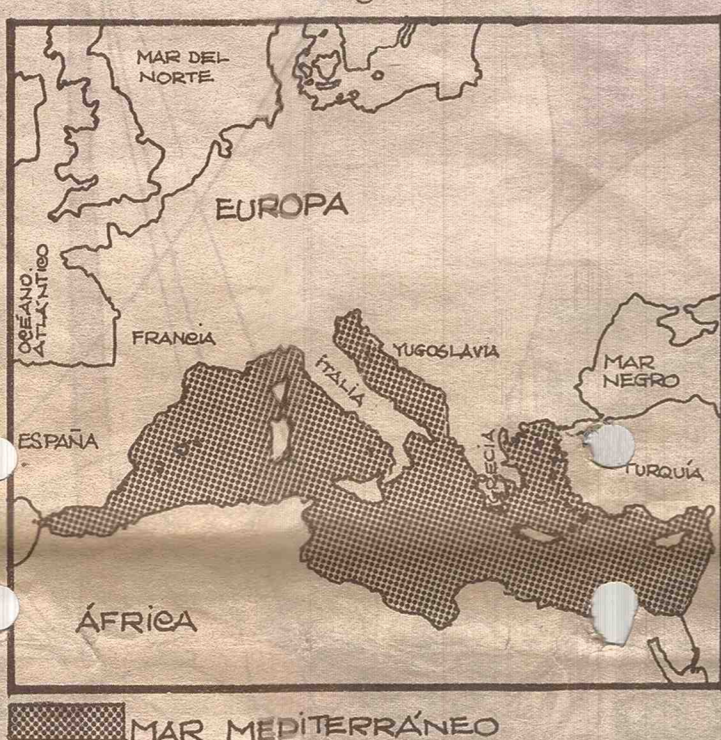 MAR DEL
NORTE
EUROPA
OCÉANO
ATLÁNTICO
FRANCIA
ITALIA
YUGOSLAVIA
MAR
NEGRO
ESPAÑA
GRECIA
TURQUÍA
ÁFRICA
MAR MEDITERRÁNEO